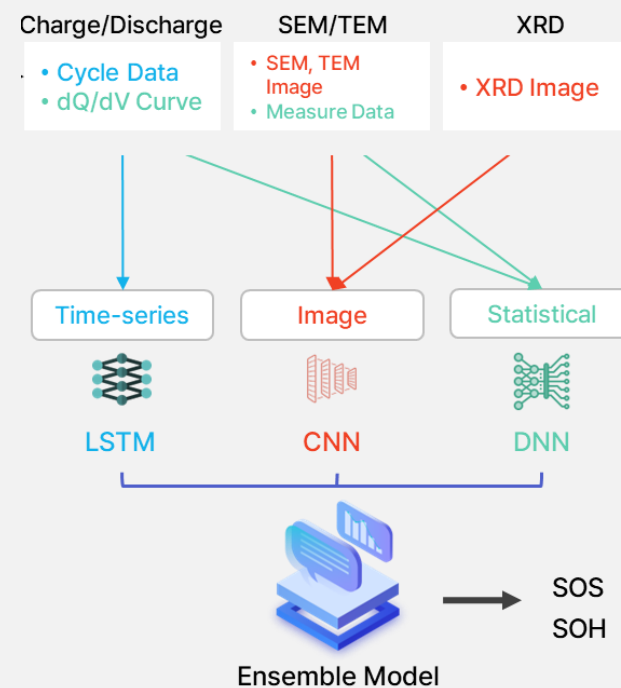 Charge/Discharge
SEM/TEM
XRD
• Cycle Data
• dQ/dV Curve
• SEM, TEM
Image
• Measure Data
• XRD Image
Time-series
Image
Statistical
LSTM
CNN
DNN
SOS
SOH
Ensemble Model